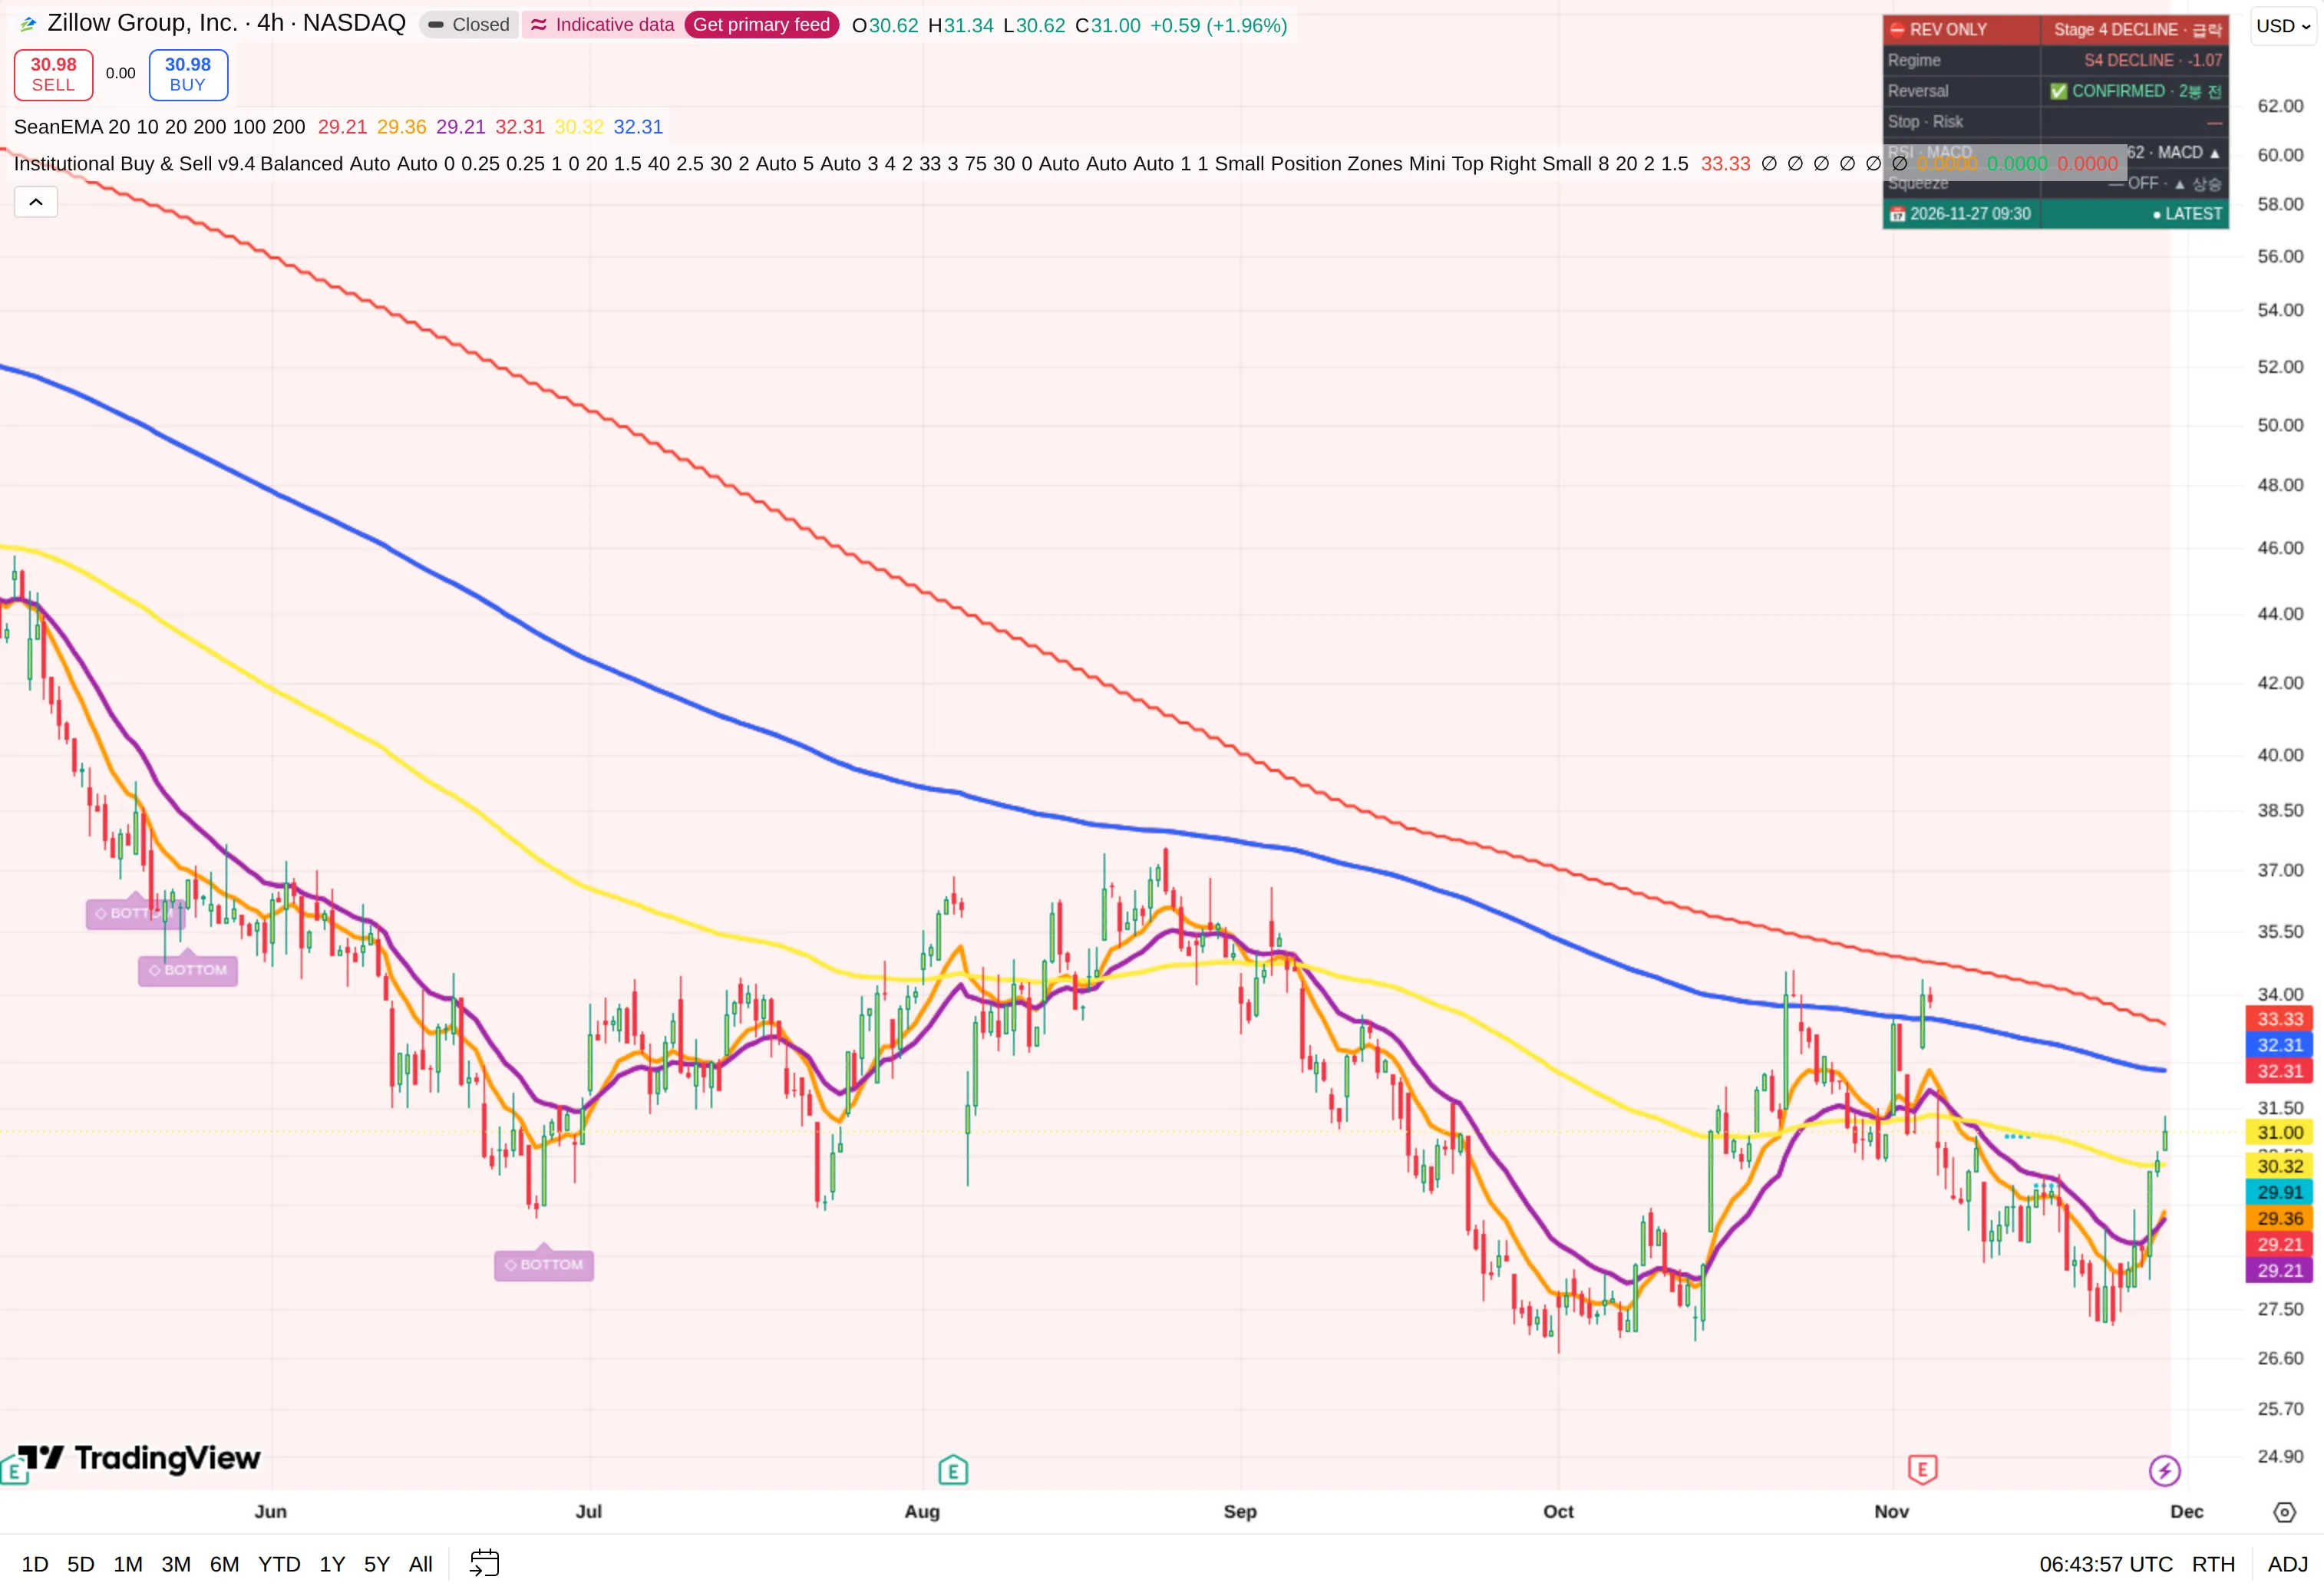 Zillow Group, Inc. · 4h · NASDAQ Closed Indicative data Get primary feed O30.62 H31.34 L30.62 C31.00 +0.59 (+1.96%)
30.98 SELL 0.00 30.98 BUY
SeanEMA 20 10 20 200 100 200 29.21 29.36 29.21 32.31 30.32 32.31
Institutional Buy & Sell v9.4 Balanced Auto Auto 0 0.25 0.25 1 0 20 1.5 40 2.5 30 2 Auto 5 Auto 3 4 2 33 3 75 30 0 Auto Auto Auto 1 1 Small Position Zones Mini Top Right Small 8 20 2 1.5 33.33 ∅ ∅ ∅ ∅ ∅ ∅ 0.0000 0.0000 0.0000
⛔ REV ONLY Stage 4 DECLINE · 급락
Regime S4 DECLINE · -1.07
Reversal ✅ CONFIRMED · 2봉 전
Stop · Risk —
RSI · MACD 62 · MACD ▲
Squeeze — OFF · ▲ 상승
2026-11-27 09:30 ● LATEST
USD
62.00
60.00
58.00
56.00
54.00
52.00
50.00
48.00
46.00
44.00
42.00
40.00
38.50
37.00
35.50
34.00
33.33
32.31
32.31
31.50
31.00
30.32
29.91
29.36
29.21
29.21
27.50
26.60
25.70
24.90
◇ BOTTOM
◇ BOTTOM
◇ BOTTOM
TradingView
E
E
E
Jun Jul Aug Sep Oct Nov Dec
1D 5D 1M 3M 6M YTD 1Y 5Y All 06:43:57 UTC RTH ADJ